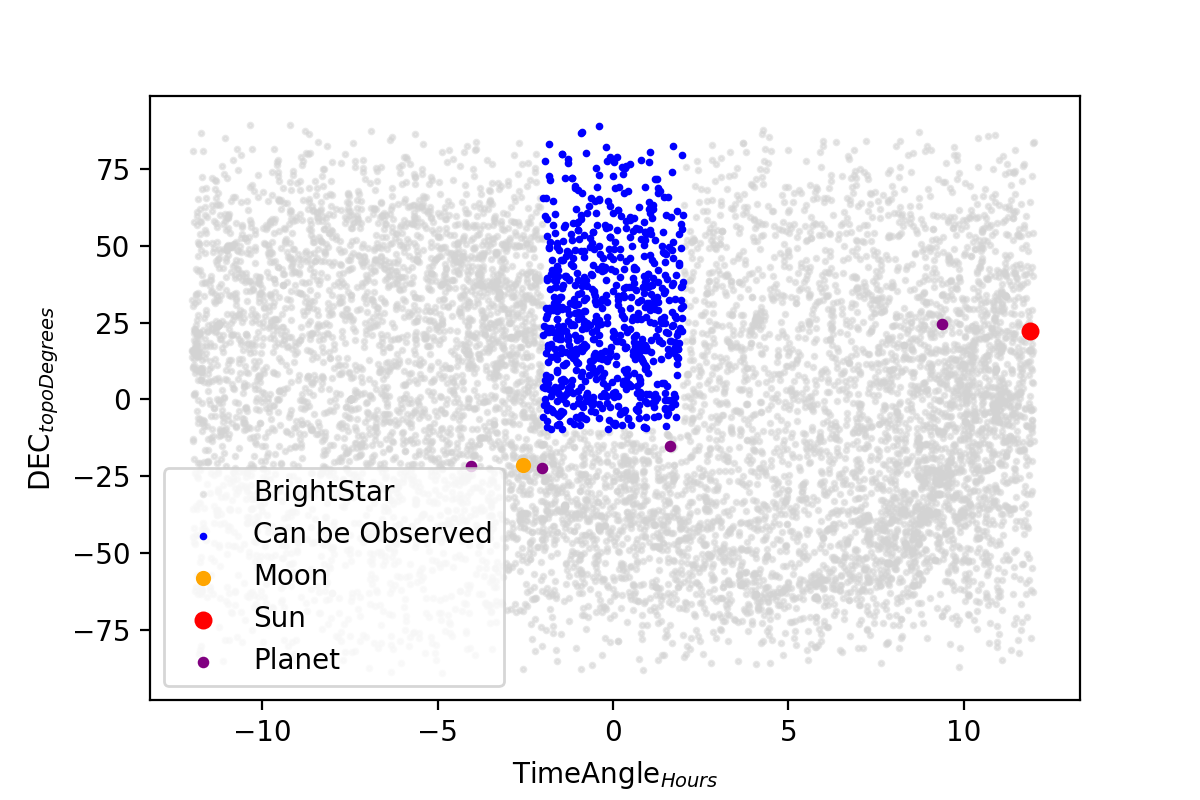 75
50
25
0
−25
−50
−75
DEC_topoDegrees
BrightStar
Can be Observed
Moon
Sun
Planet
−10
−5
0
5
10
TimeAngle_Hours